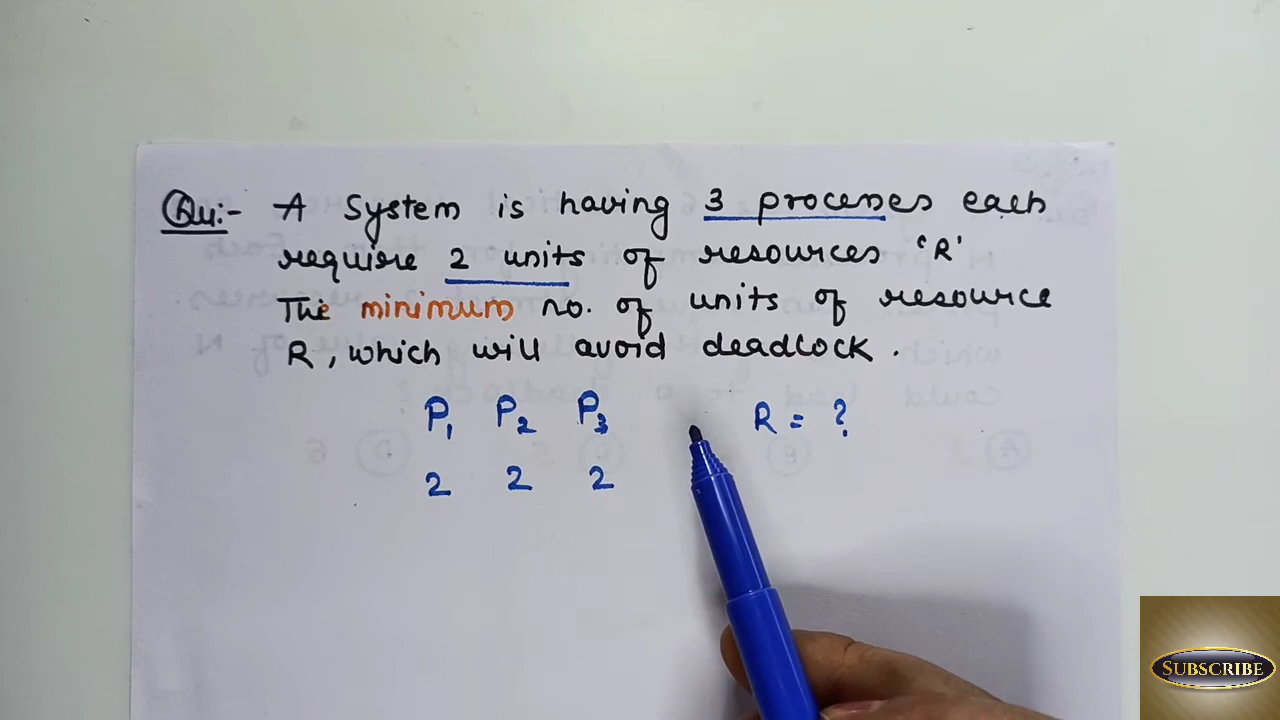 Qu:- A System is having 3 processes each
require 2 units of resources 'R'
The minimum no. of units of resource
R, which will avoid deadlock.
P1 P2 P3 R = ?
2 2 2
SUBSCRIBE